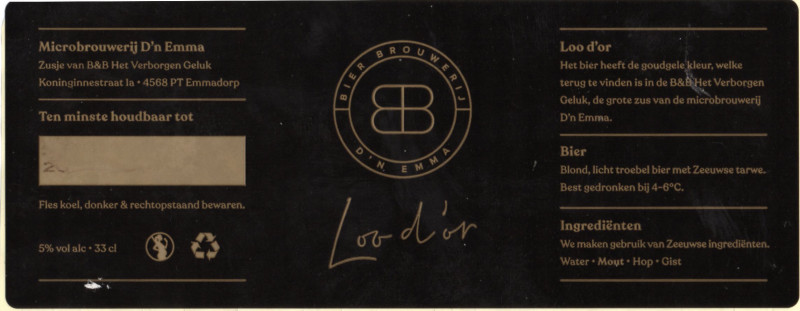 Microbrouwerij D'n Emma
Zusje van B&B Het Verborgen Geluk
Koninginnestraat 1a • 4568 PT Emmadorp
Ten minste houdbaar tot
Fles koel, donker & rechtopstaand bewaren.
5% vol alc • 33 cl
BIER BROUWERIJ
B
D'N EMMA
Loo d'or
Loo d'or
Het bier heeft de goudgele kleur, welke
terug te vinden is in de B&B Het Verborgen
Geluk, de grote zus van de microbrouwerij
D'n Emma.
Bier
Blond, licht troebel bier met Zeeuwse tarwe.
Best gedronken bij 4-6°C.
Ingrediënten
We maken gebruik van Zeeuwse ingrediënten.
Water • Mout • Hop • Gist